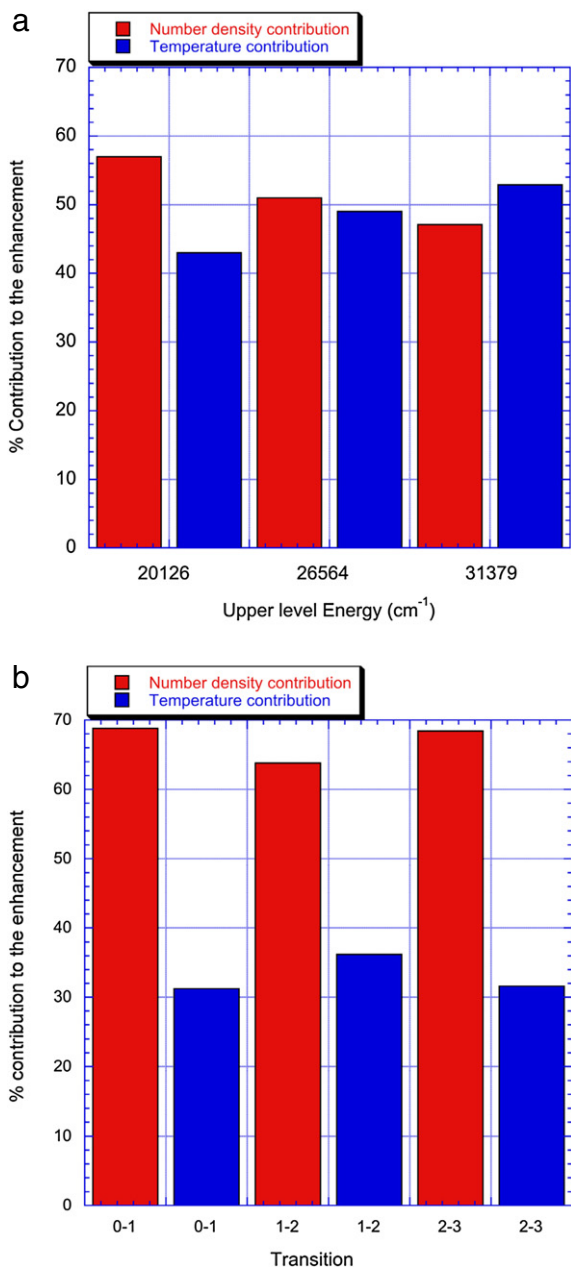 a
Number density contribution
Temperature contribution
70
60
50
40
30
20
10
0
% Contribution to the enhancement
20126 26564 31379
Upper level Energy (cm⁻¹)
b
Number density contribution
Temperature contribution
70
60
50
40
30
20
10
0
% contribution to the enhancement
0-1 0-1 1-2 1-2 2-3 2-3
Transition